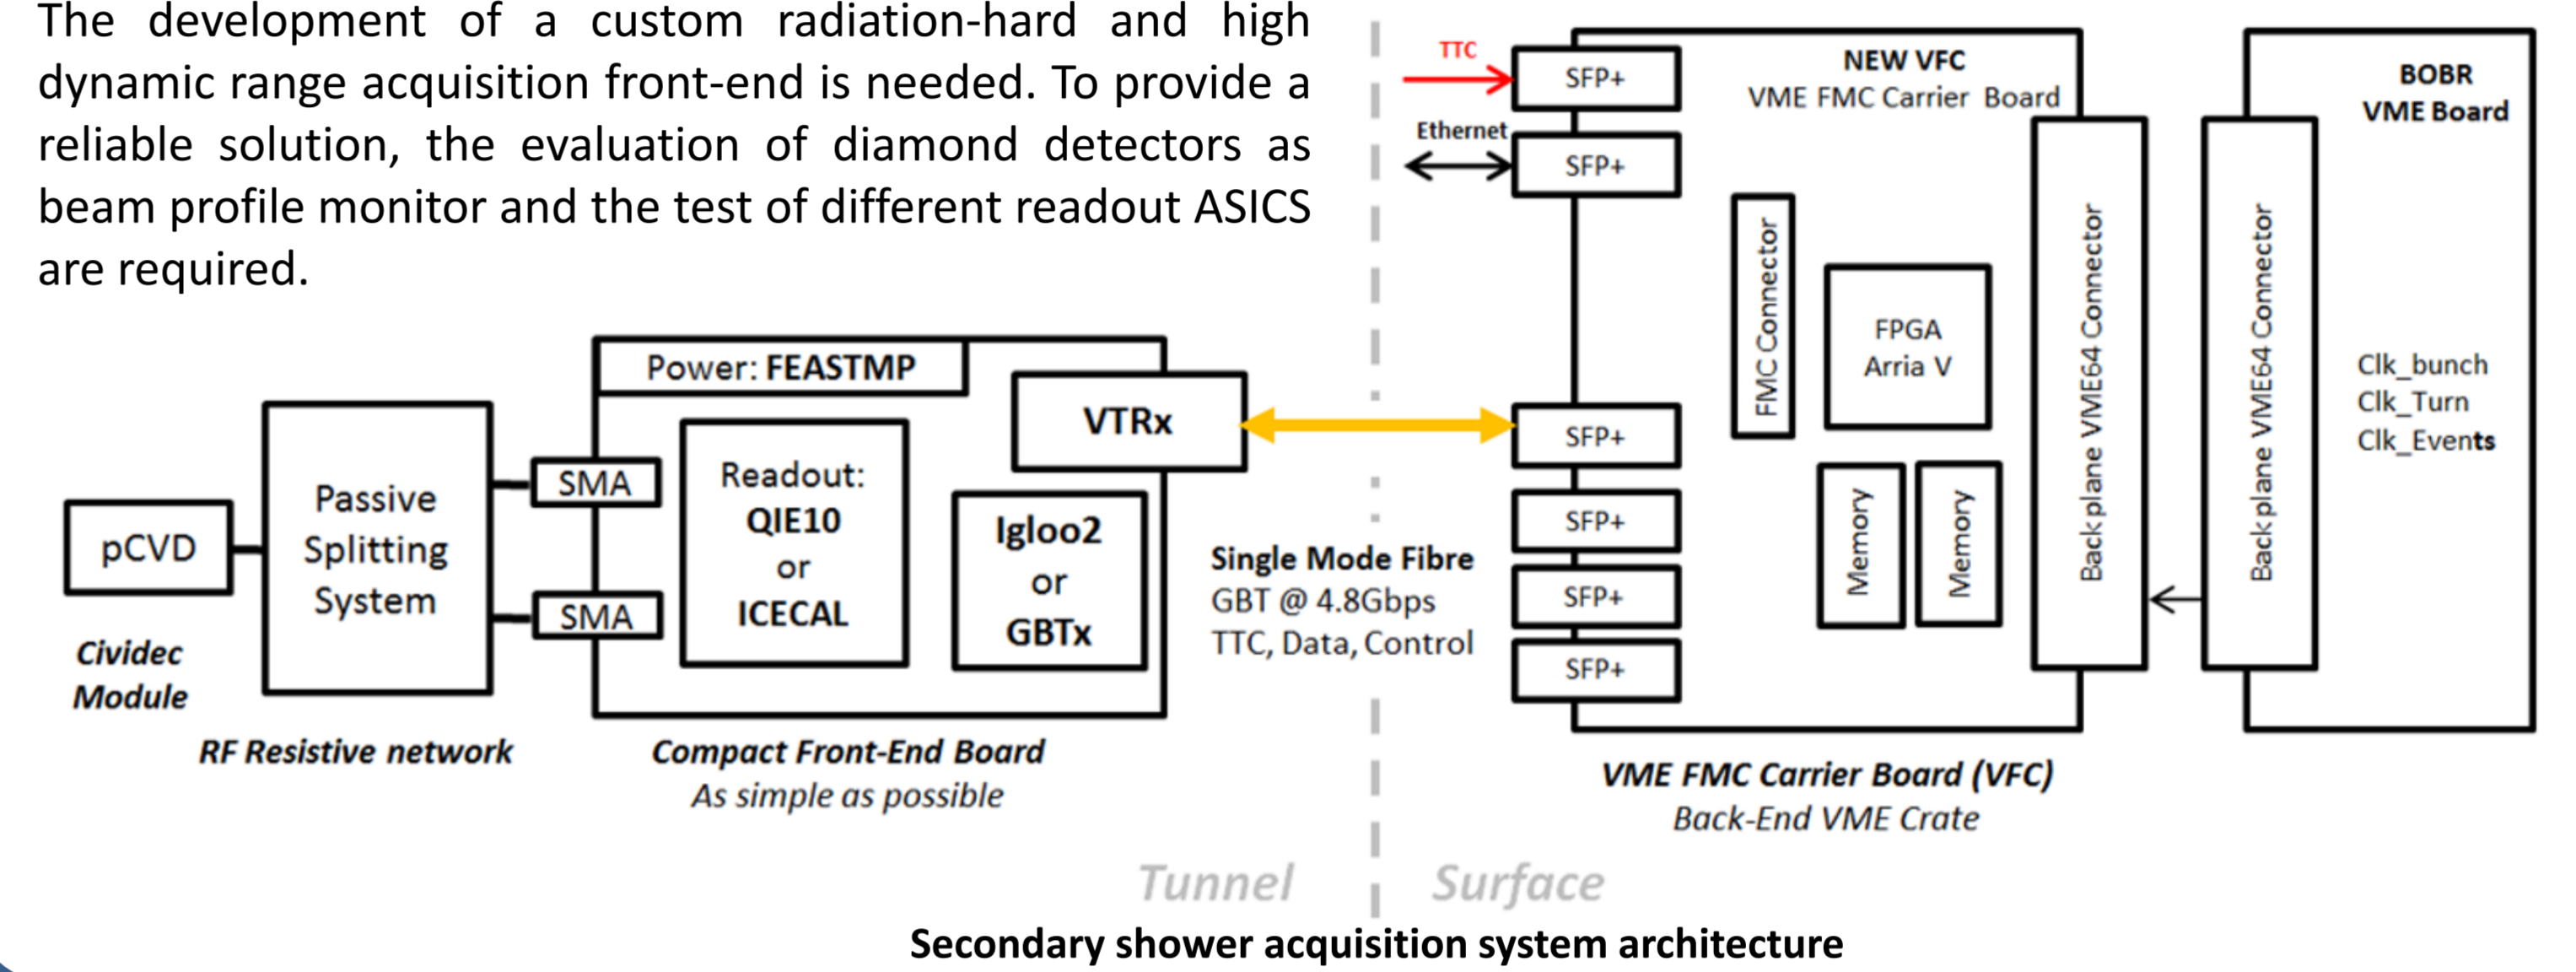 The development of a custom radiation-hard and high
dynamic range acquisition front-end is needed. To provide a
reliable solution, the evaluation of diamond detectors as
beam profile monitor and the test of different readout ASICS
are required.
pCVD
Cividec
Module
Passive
Splitting
System
RF Resistive network
SMA
SMA
Power: FEASTMP
Readout:
QIE10
or
ICECAL
VTRx
Igloo2
or
GBTx
Compact Front-End Board
As simple as possible
Single Mode Fibre
GBT @ 4.8Gbps
TTC, Data, Control
TTC
Ethernet
SFP+
SFP+
SFP+
SFP+
SFP+
SFP+
NEW VFC
VME FMC Carrier Board
FMC Connector
FPGA
Arria V
Memory
Memory
Backplane VME64 Connector
VME FMC Carrier Board (VFC)
Back-End VME Crate
Backplane VME64 Connector
BOBR
VME Board
Clk_bunch
Clk_Turn
Clk_Events
Tunnel
Surface
Secondary shower acquisition system architecture